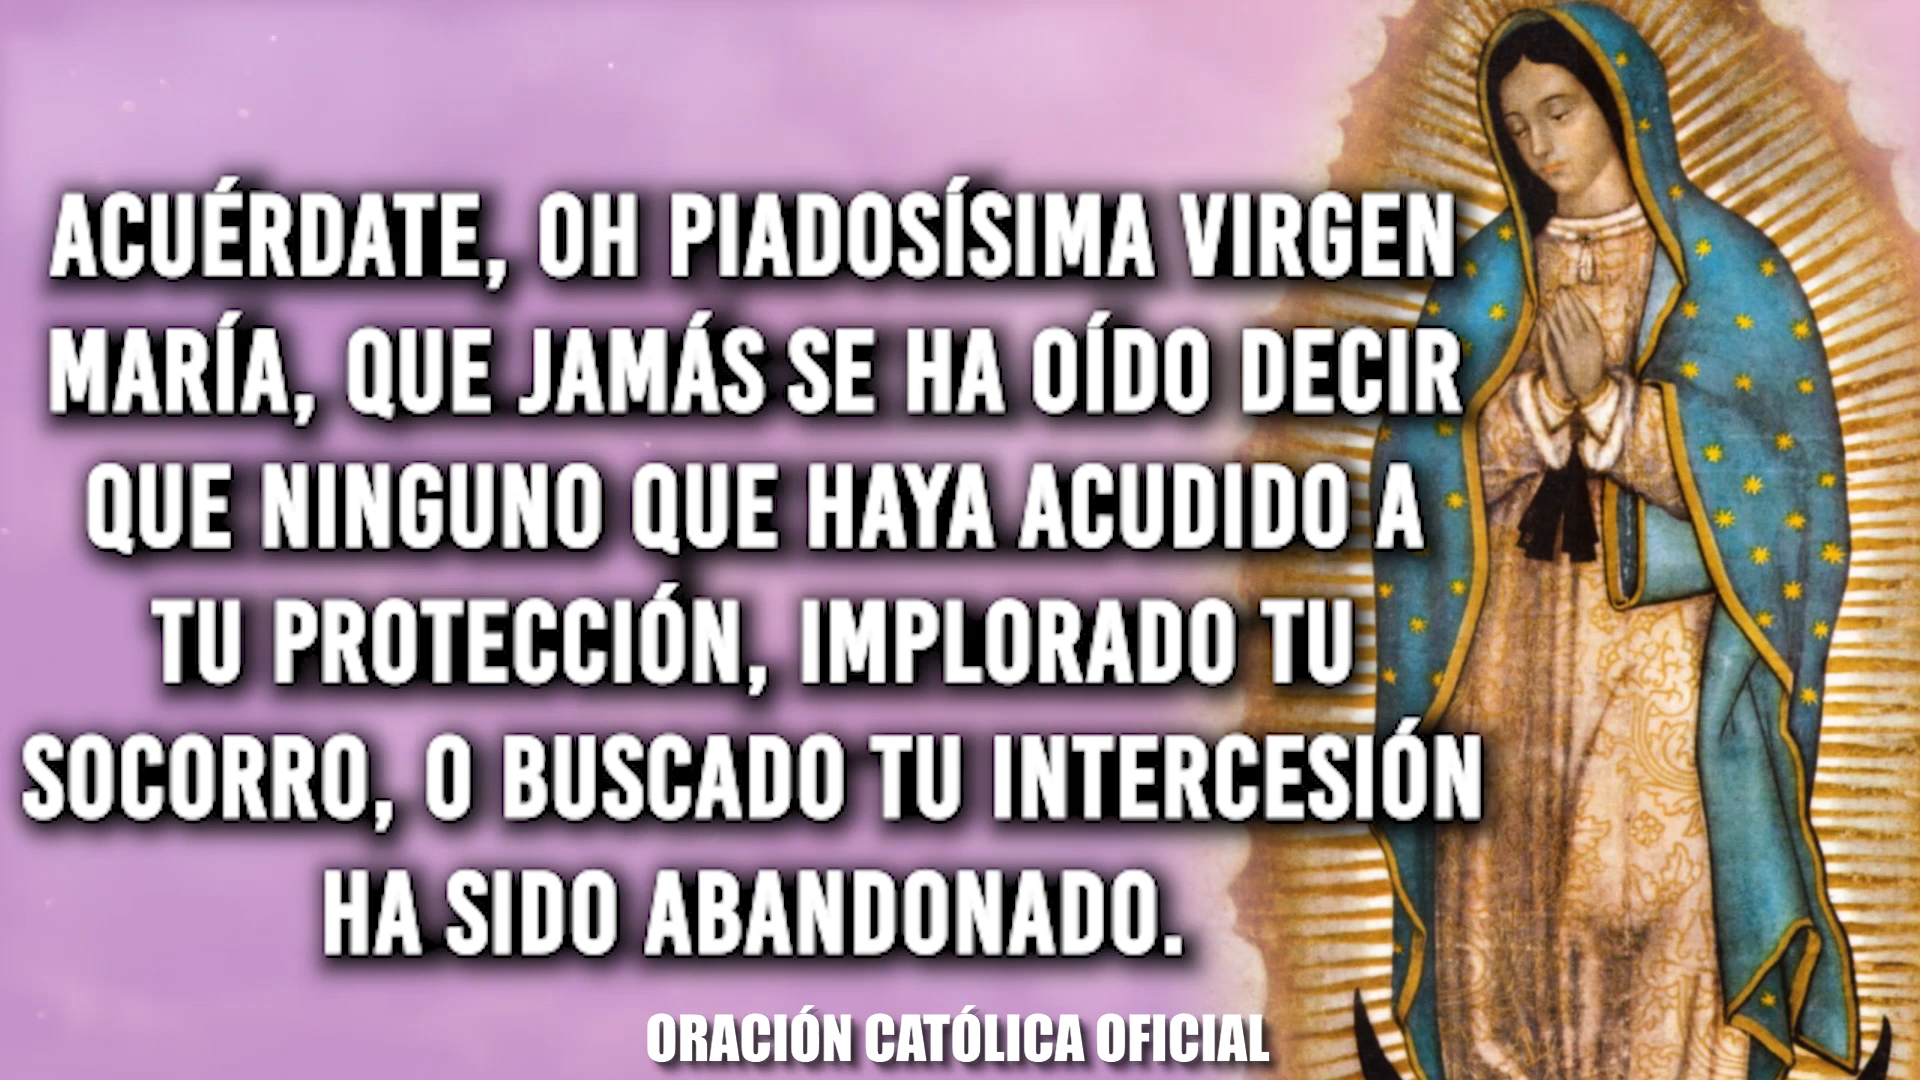 ACUÉRDATE, OH PIADOSÍSIMA VIRGEN
MARÍA, QUE JAMÁS SE HA OÍDO DECIR
QUE NINGUNO QUE HAYA ACUDIDO A
TU PROTECCIÓN, IMPLORADO TU
SOCORRO, O BUSCADO TU INTERCESIÓN
HA SIDO ABANDONADO.
ORACIÓN CATÓLICA OFICIAL